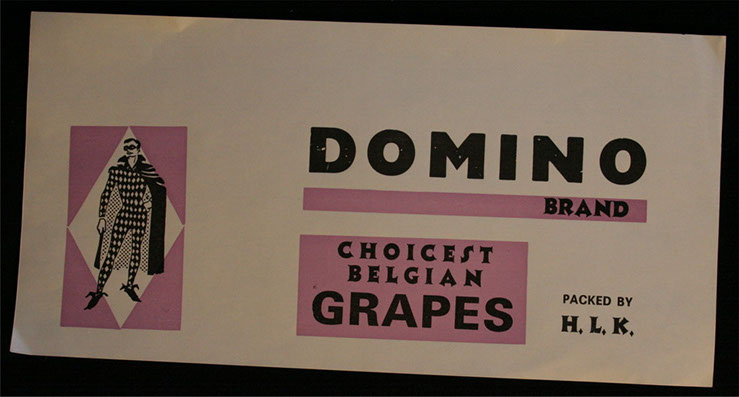 DOMINO
BRAND
CHOICEST
BELGIAN
GRAPES
PACKED BY
H. L. K.